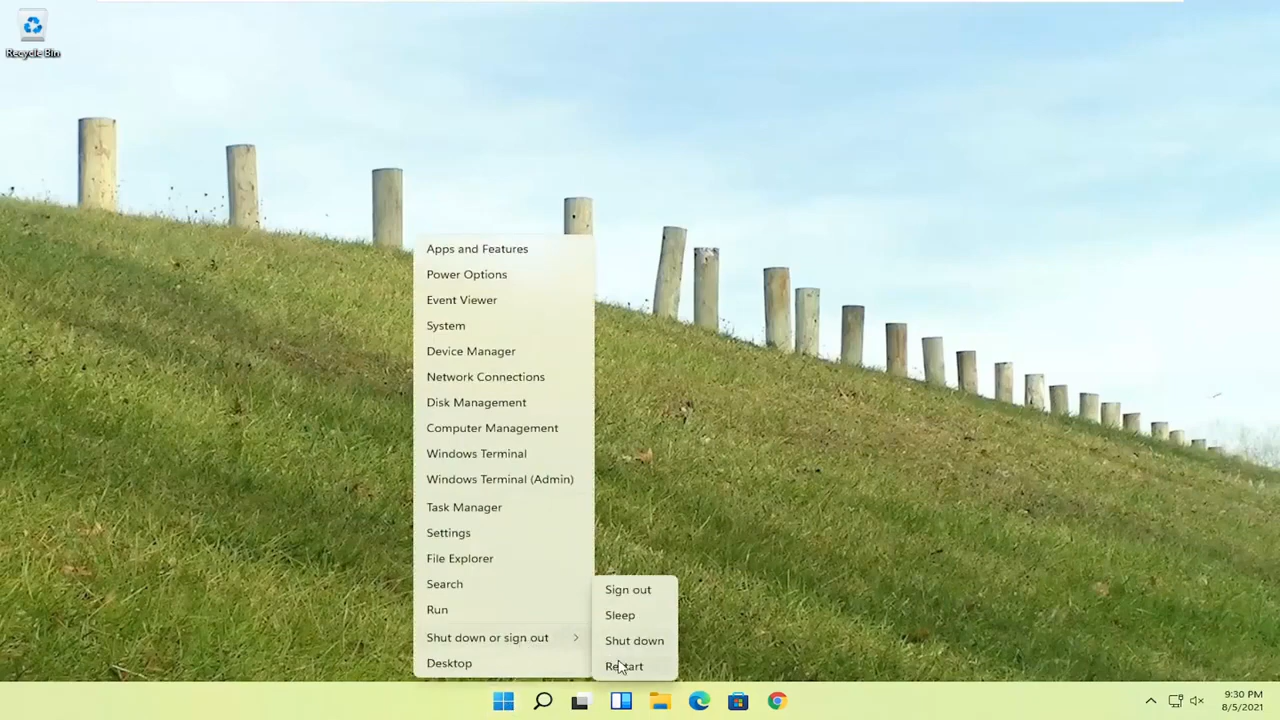 Recycle Bin
Apps and Features
Power Options
Event Viewer
System
Device Manager
Network Connections
Disk Management
Computer Management
Windows Terminal
Windows Terminal (Admin)
Task Manager
Settings
File Explorer
Search
Run
Shut down or sign out
Desktop
Sign out
Sleep
Shut down
Restart
9:30 PM
8/5/2021